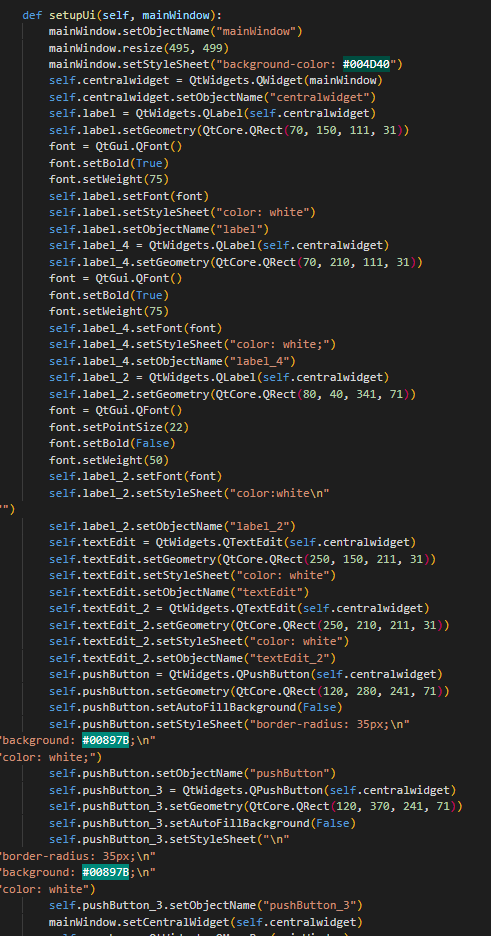 def setupUi(self, mainWindow):
mainWindow.setObjectName("mainWindow")
mainWindow.resize(495, 499)
mainWindow.setStyleSheet("background-color: #004D40")
self.centralwidget = QtWidgets.QWidget(mainWindow)
self.centralwidget.setObjectName("centralwidget")
self.label = QtWidgets.QLabel(self.centralwidget)
self.label.setGeometry(QtCore.QRect(70, 150, 111, 31))
font = QtGui.QFont()
font.setBold(True)
font.setWeight(75)
self.label.setFont(font)
self.label.setStyleSheet("color: white")
self.label.setObjectName("label")
self.label_4 = QtWidgets.QLabel(self.centralwidget)
self.label_4.setGeometry(QtCore.QRect(70, 210, 111, 31))
font = QtGui.QFont()
font.setBold(True)
font.setWeight(75)
self.label_4.setFont(font)
self.label_4.setStyleSheet("color: white;")
self.label_4.setObjectName("label_4")
self.label_2 = QtWidgets.QLabel(self.centralwidget)
self.label_2.setGeometry(QtCore.QRect(80, 40, 341, 71))
font = QtGui.QFont()
font.setPointSize(22)
font.setBold(False)
font.setWeight(50)
self.label_2.setFont(font)
self.label_2.setStyleSheet("color:white\n"
"")
self.label_2.setObjectName("label_2")
self.textEdit = QtWidgets.QTextEdit(self.centralwidget)
self.textEdit.setGeometry(QtCore.QRect(250, 150, 211, 31))
self.textEdit.setStyleSheet("color: white")
self.textEdit.setObjectName("textEdit")
self.textEdit_2 = QtWidgets.QTextEdit(self.centralwidget)
self.textEdit_2.setGeometry(QtCore.QRect(250, 210, 211, 31))
self.textEdit_2.setStyleSheet("color: white")
self.textEdit_2.setObjectName("textEdit_2")
self.pushButton = QtWidgets.QPushButton(self.centralwidget)
self.pushButton.setGeometry(QtCore.QRect(120, 280, 241, 71))
self.pushButton.setAutoFillBackground(False)
self.pushButton.setStyleSheet("border-radius: 35px;\n"
"background: #00897B;\n"
"color: white;")
self.pushButton.setObjectName("pushButton")
self.pushButton_3 = QtWidgets.QPushButton(self.centralwidget)
self.pushButton_3.setGeometry(QtCore.QRect(120, 370, 241, 71))
self.pushButton_3.setAutoFillBackground(False)
self.pushButton_3.setStyleSheet("\n"
"border-radius: 35px;\n"
"background: #00897B;\n"
"color: white")
self.pushButton_3.setObjectName("pushButton_3")
mainWindow.setCentralWidget(self.centralwidget)